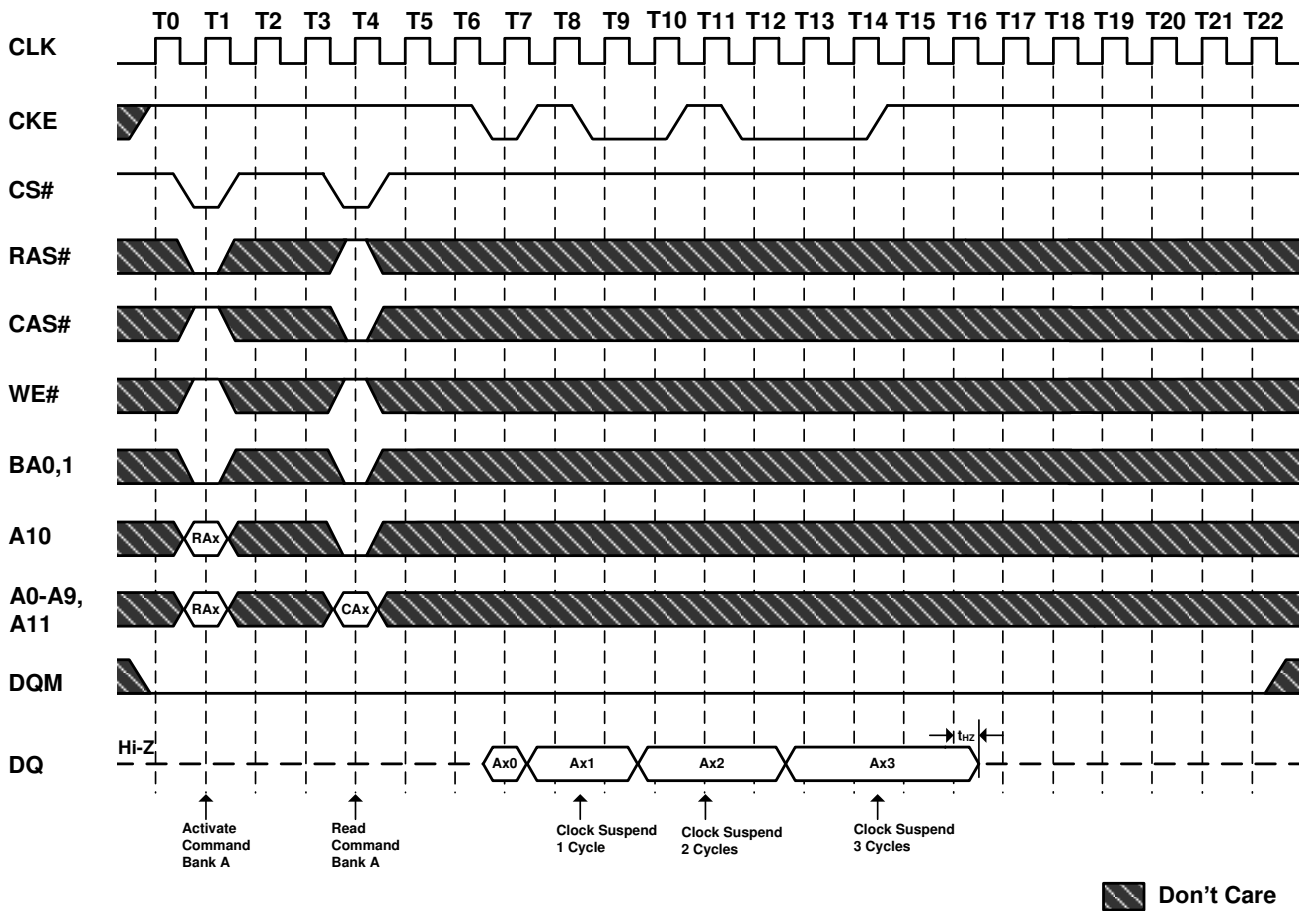 T0 T1 T2 T3 T4 T5 T6 T7 T8 T9 T10 T11 T12 T13 T14 T15 T16 T17 T18 T19 T20 T21 T22
CLK
CKE
CS#
RAS#
CAS#
WE#
BA0,1
A10
RAx
A0-A9,
A11
RAx
CAx
DQM
tHZ
Hi-Z
DQ
Ax0
Ax1
Ax2
Ax3
Activate
Command
Bank A
Read
Command
Bank A
Clock Suspend
1 Cycle
Clock Suspend
2 Cycles
Clock Suspend
3 Cycles
Don't Care